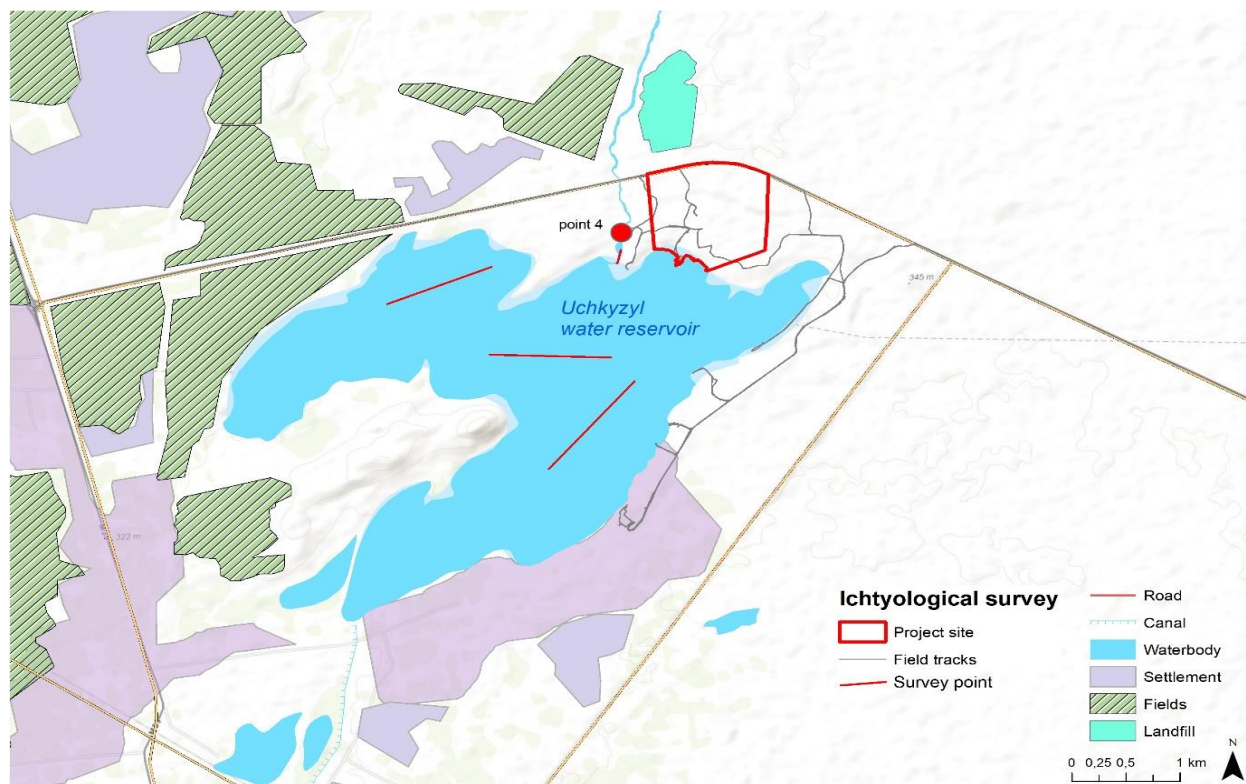 point 4
Uchkyzyl
water reservoir
345 m
322 m
Ichtyological survey
Project site
Field tracks
Survey point
Road
Canal
Waterbody
Settlement
Fields
Landfill
N
0 0,25 0,5 1 km